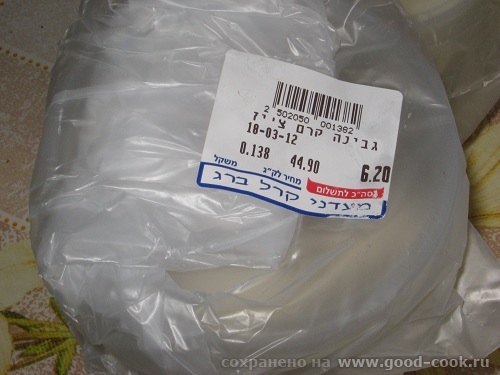 2 502050 001382
גבינה קרם צ'יז
18-03-12
0.138 44.90 6.20
משקל מחיר לק"ג סה"כ לתשלום
מעדני קרל ברג
сохранено на www.good-cook.ru